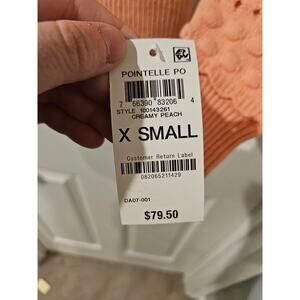 POINTELLE PO
7 66390 83206 4
STYLE 100143261
CREAMY PEACH
X SMALL
Customer Return Label
082065211429
DA07-001
$79.50